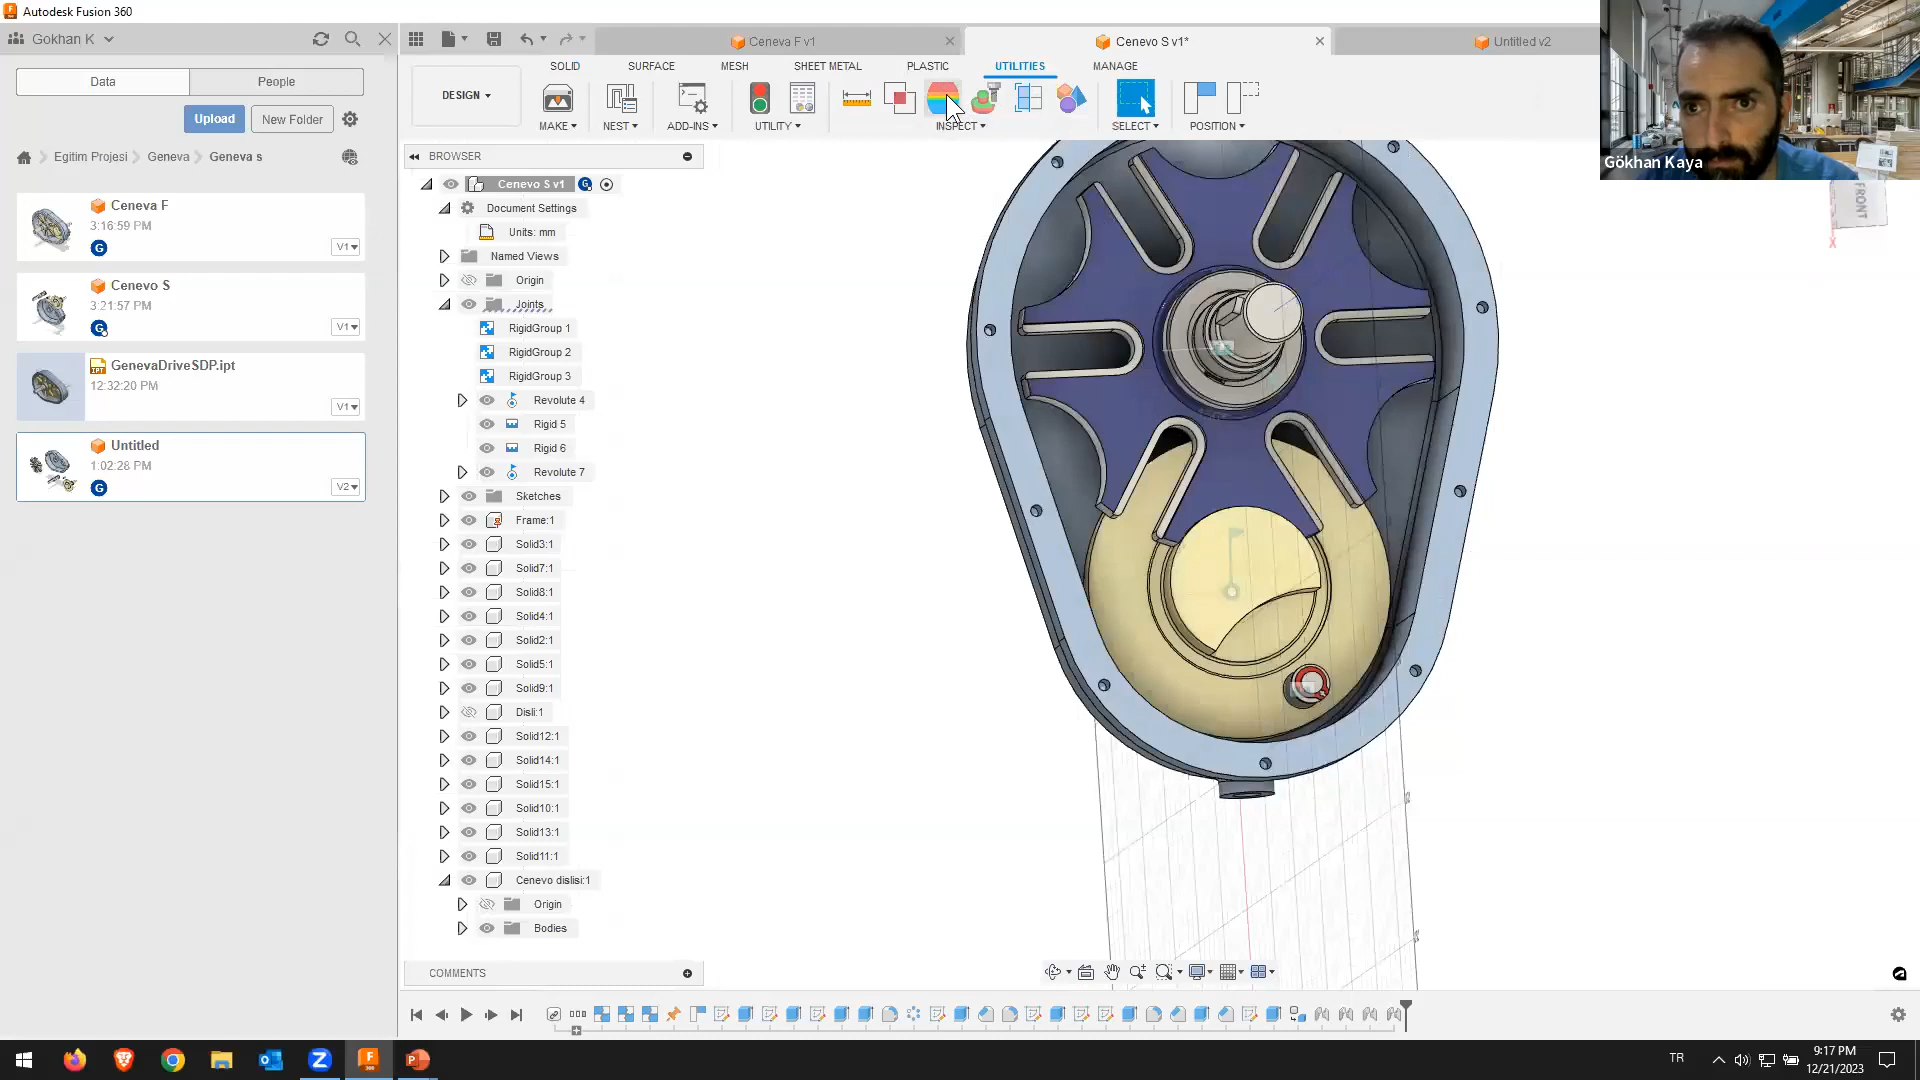 Autodesk Fusion 360
Gokhan K
Data
People
Upload
New Folder
Egitim Projesi
Geneva
Geneva s
Ceneva F
3:16:59 PM
G
V1
Cenevo S
3:21:57 PM
G
V1
GenevaDriveSDP.ipt
12:32:20 PM
V1
Untitled
1:02:28 PM
G
V2
Ceneva F v1
Cenevo S v1*
Untitled v2
SOLID
SURFACE
MESH
SHEET METAL
PLASTIC
UTILITIES
MANAGE
DESIGN
MAKE
NEST
ADD-INS
UTILITY
INSPECT
SELECT
POSITION
BROWSER
Cenevo S v1
G
Document Settings
Units: mm
Named Views
Origin
Joints
RigidGroup 1
RigidGroup 2
RigidGroup 3
Revolute 4
Rigid 5
Rigid 6
Revolute 7
Sketches
Frame:1
Solid3:1
Solid7:1
Solid8:1
Solid4:1
Solid2:1
Solid5:1
Solid9:1
Disli:1
Solid12:1
Solid14:1
Solid15:1
Solid10:1
Solid13:1
Solid11:1
Cenevo dislisi:1
Origin
Bodies
COMMENTS
Gökhan Kaya
FRONT
X
TR
9:17 PM
12/21/2023